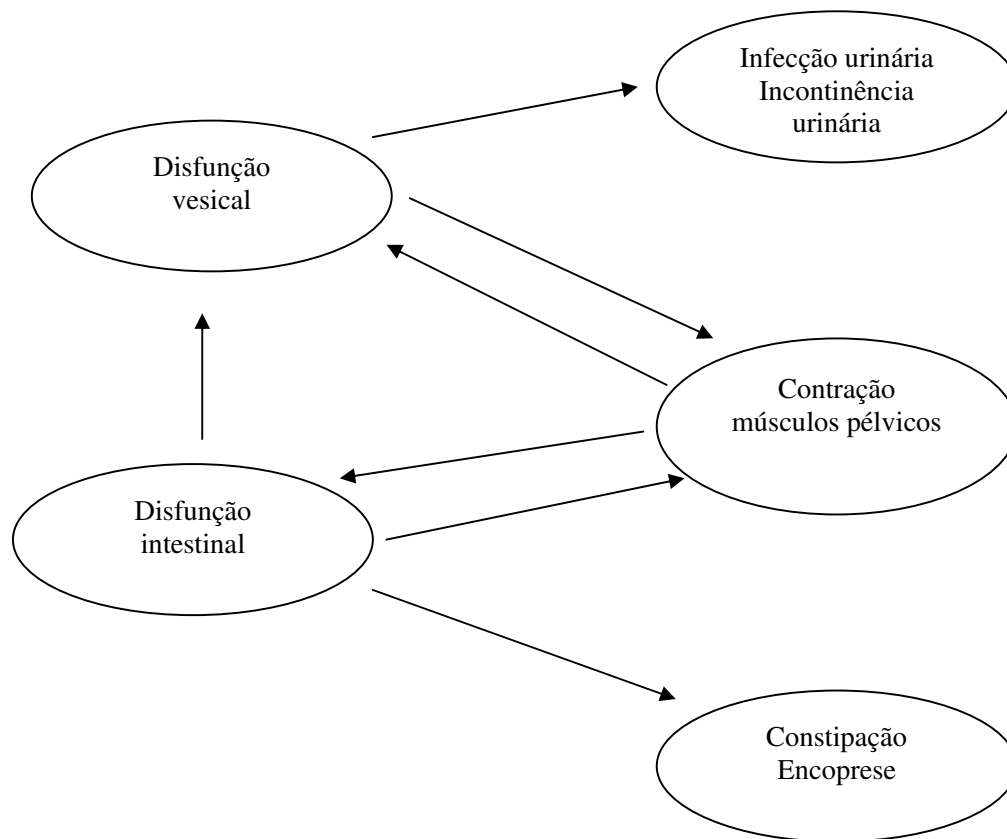 Infecção urinária
Incontinência
urinária
Disfunção
vesical
Contração
músculos pélvicos
Disfunção
intestinal
Constipação
Encoprese